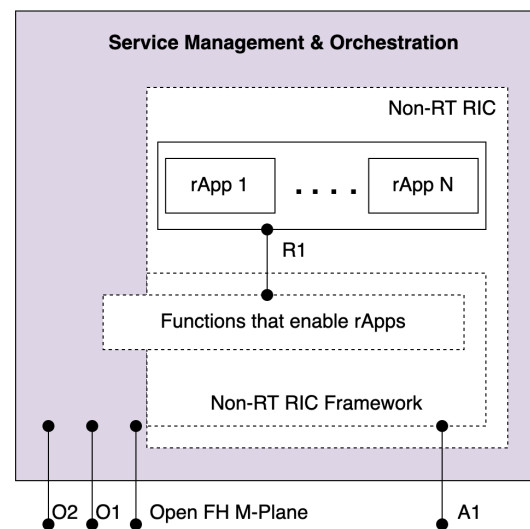 Service Management & Orchestration
Non-RT RIC
rApp 1 . . . . rApp N
R1
Functions that enable rApps
Non-RT RIC Framework
O2 O1 Open FH M-Plane A1